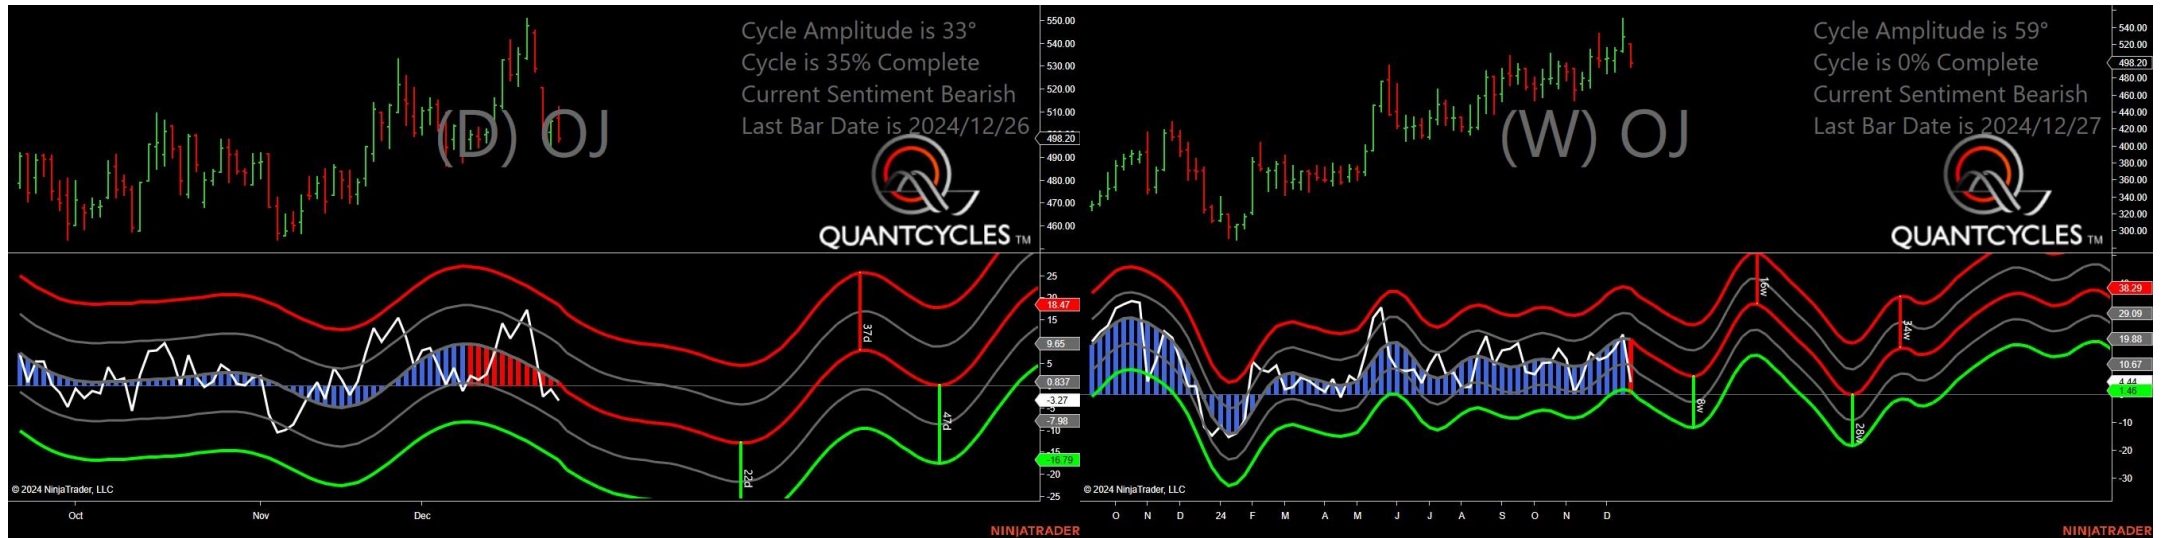 Cycle Amplitude is 33°
Cycle is 35% Complete
Current Sentiment Bearish
Last Bar Date is 2024/12/26
(D) OJ
QUANTCYCLES TM
550.00
540.00
530.00
520.00
510.00
498.20
490.00
480.00
470.00
460.00
25
18.47
15
9.65
5
0.837
-3.27
-5
-7.98
-10
-15
-16.79
-20
-25
37d
47d
22d
© 2024 NinjaTrader, LLC
Oct Nov Dec
NINJATRADER
Cycle Amplitude is 59°
Cycle is 0% Complete
Current Sentiment Bearish
Last Bar Date is 2024/12/27
(W) OJ
QUANTCYCLES TM
540.00
520.00
498.20
480.00
460.00
440.00
420.00
400.00
380.00
360.00
340.00
320.00
300.00
38.29
29.09
19.88
10.67
4.44
1.46
-10
-20
-30
16w
34w
8w
28w
© 2024 NinjaTrader, LLC
O N D 24 F M A M J J A S O N D
NINJATRADER